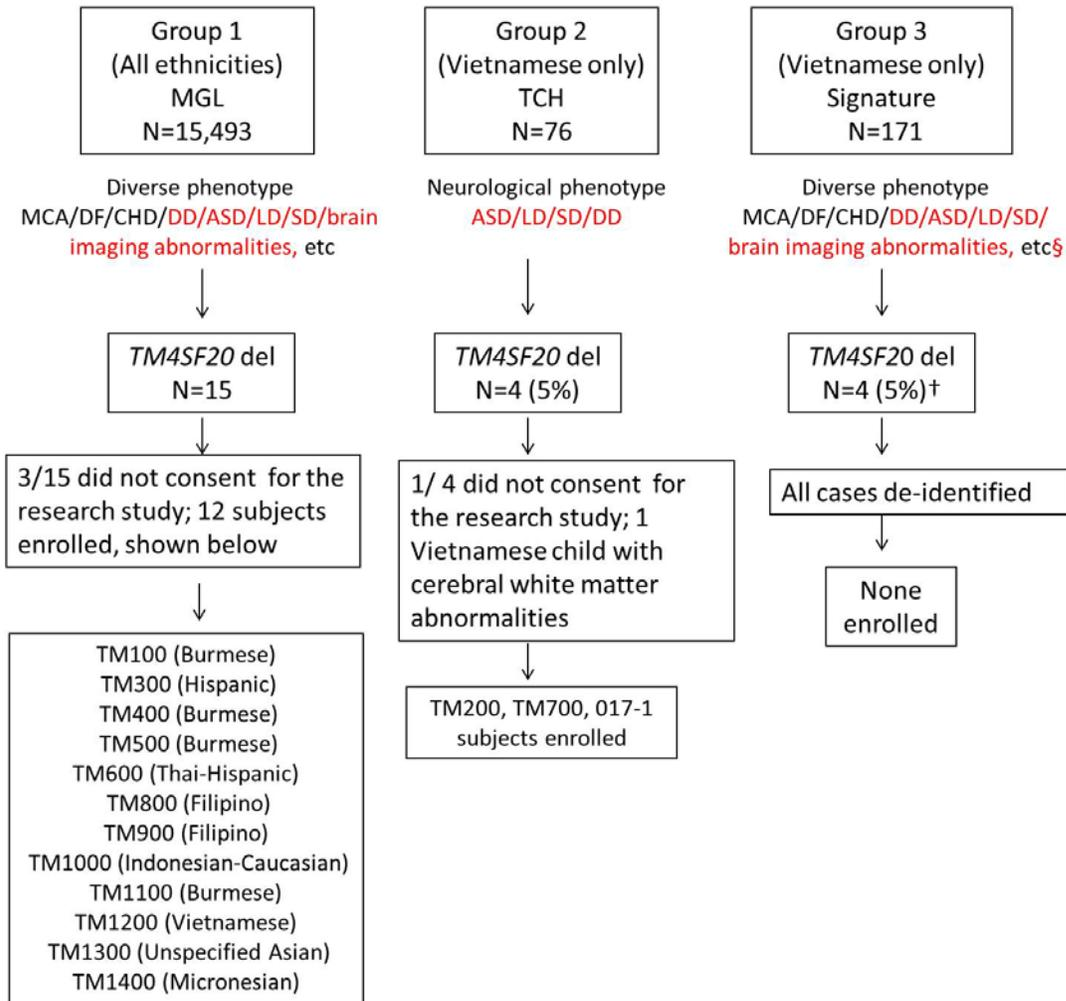 Group 1
(All ethnicities)
MGL
N=15,493
Diverse phenotype
MCA/DF/CHD/DD/ASD/LD/SD/brain
imaging abnormalities, etc
TM4SF20 del
N=15
3/15 did not consent for the
research study; 12 subjects
enrolled, shown below
TM100 (Burmese)
TM300 (Hispanic)
TM400 (Burmese)
TM500 (Burmese)
TM600 (Thai-Hispanic)
TM800 (Filipino)
TM900 (Filipino)
TM1000 (Indonesian-Caucasian)
TM1100 (Burmese)
TM1200 (Vietnamese)
TM1300 (Unspecified Asian)
TM1400 (Micronesian)
Group 2
(Vietnamese only)
TCH
N=76
Neurological phenotype
ASD/LD/SD/DD
TM4SF20 del
N=4 (5%)
1/ 4 did not consent for
the research study; 1
Vietnamese child with
cerebral white matter
abnormalities
TM200, TM700, 017-1
subjects enrolled
Group 3
(Vietnamese only)
Signature
N=171
Diverse phenotype
MCA/DF/CHD/DD/ASD/LD/SD/
brain imaging abnormalities, etc§
TM4SF20 del
N=4 (5%)†
All cases de-identified
None
enrolled